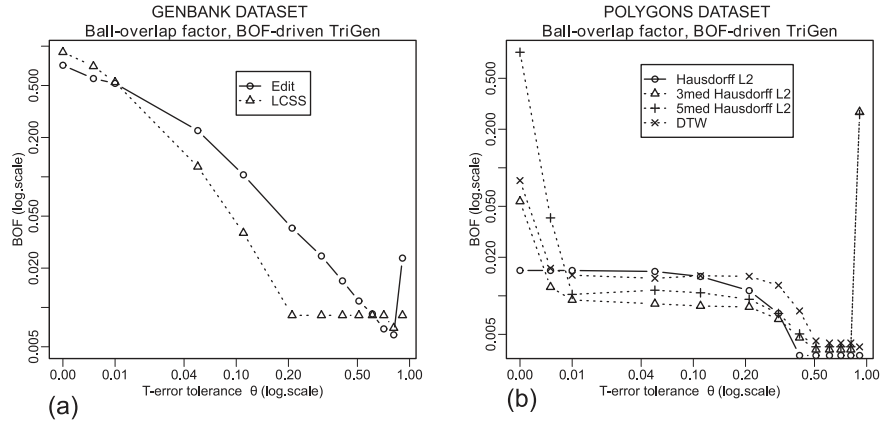 GENBANK DATASET
Ball-overlap factor, BOF-driven TriGen
BOF (log.scale)
0.500
0.200
0.050
0.020
0.005
Edit
LCSS
0.00
0.01
0.04
0.10
0.20
0.50
1.00
T-error tolerance θ (log.scale)
(a)
POLYGONS DATASET
Ball-overlap factor, BOF-driven TriGen
BOF (log.scale)
0.500
0.200
0.050
0.020
0.005
Hausdorff L2
3med Hausdorff L2
5med Hausdorff L2
DTW
0.00
0.01
0.04
0.10
0.20
0.50
1.00
T-error tolerance θ (log.scale)
(b)